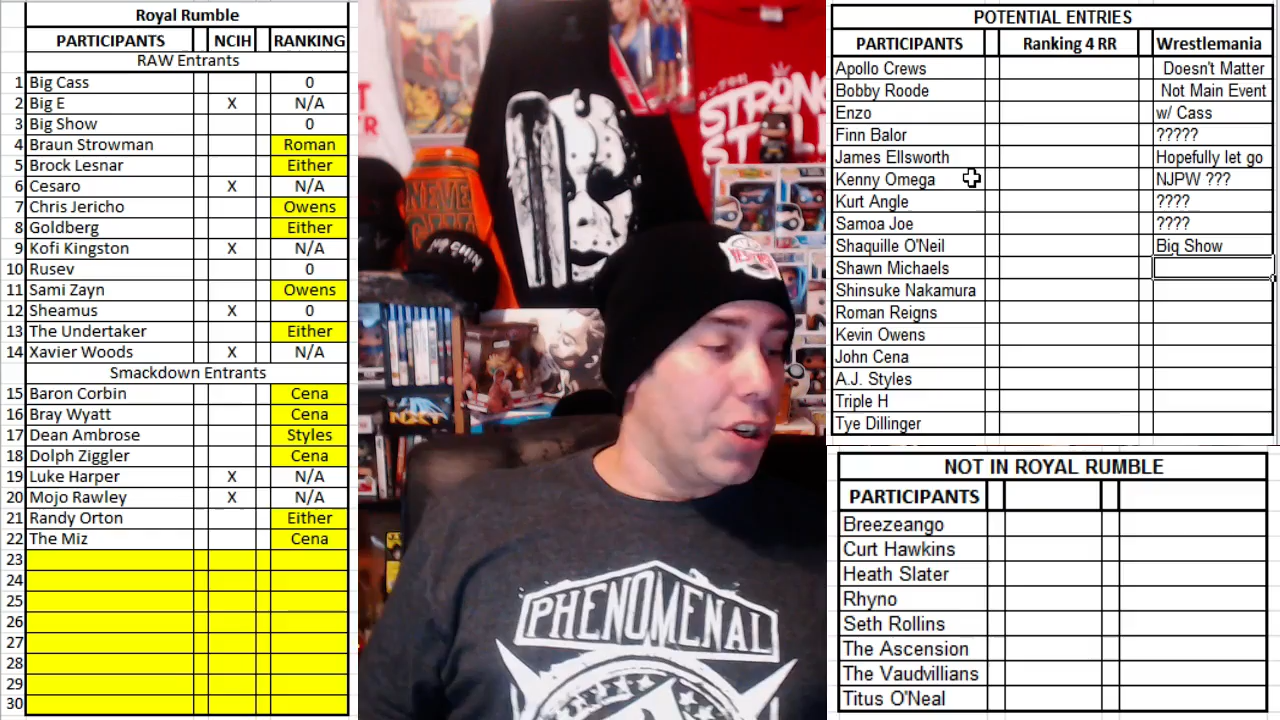 Royal Rumble
PARTICIPANTS NCIH RANKING
RAW Entrants
1 Big Cass 0
2 Big E X N/A
3 Big Show 0
4 Braun Strowman Roman
5 Brock Lesnar Either
6 Cesaro X N/A
7 Chris Jericho Owens
8 Goldberg Either
9 Kofi Kingston X N/A
10 Rusev 0
11 Sami Zayn Owens
12 Sheamus X 0
13 The Undertaker Either
14 Xavier Woods X N/A
Smackdown Entrants
15 Baron Corbin Cena
16 Bray Wyatt Cena
17 Dean Ambrose Styles
18 Dolph Ziggler Cena
19 Luke Harper X N/A
20 Mojo Rawley X N/A
21 Randy Orton Either
22 The Miz Cena
23
24
25
26
27
28
29
30
STRONG
STYLE
NEVER
NXT
PHENOMENAL
POTENTIAL ENTRIES
PARTICIPANTS Ranking 4 RR Wrestlemania
Apollo Crews Doesn't Matter
Bobby Roode Not Main Event
Enzo w/ Cass
Finn Balor ?????
James Ellsworth Hopefully let go
Kenny Omega NJPW ???
Kurt Angle ????
Samoa Joe ????
Shaquille O'Neil Big Show
Shawn Michaels
Shinsuke Nakamura
Roman Reigns
Kevin Owens
John Cena
A.J. Styles
Triple H
Tye Dillinger
NOT IN ROYAL RUMBLE
PARTICIPANTS
Breezeango
Curt Hawkins
Heath Slater
Rhyno
Seth Rollins
The Ascension
The Vaudvillians
Titus O'Neal